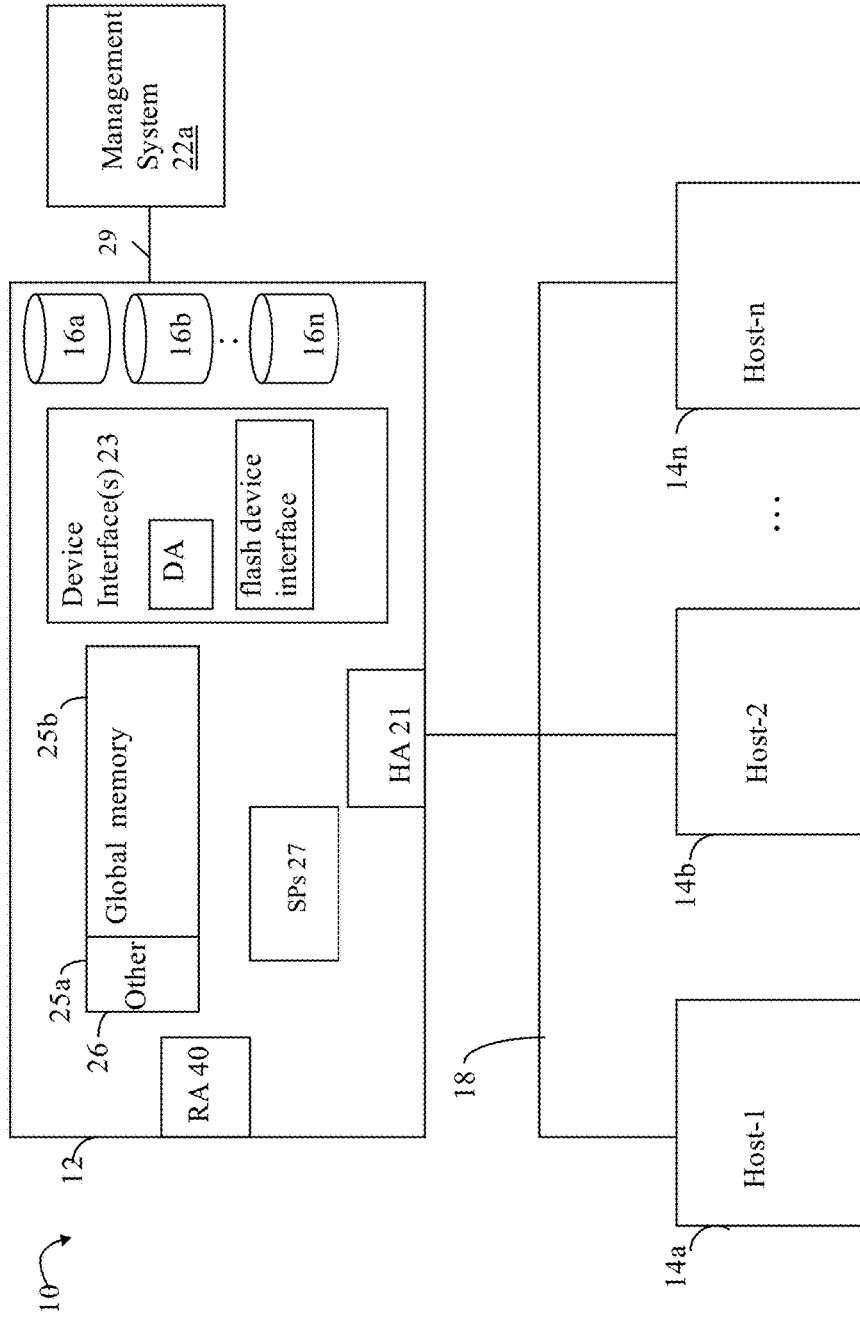 10
12
RA 40
26
25a
Other
Global memory
25b
SPs 27
HA 21
Device
Interface(s) 23
DA
flash device
interface
16a
16b
..
16n
29
Management
System
22a
18
14a
Host-1
14b
Host-2
...
14n
Host-n